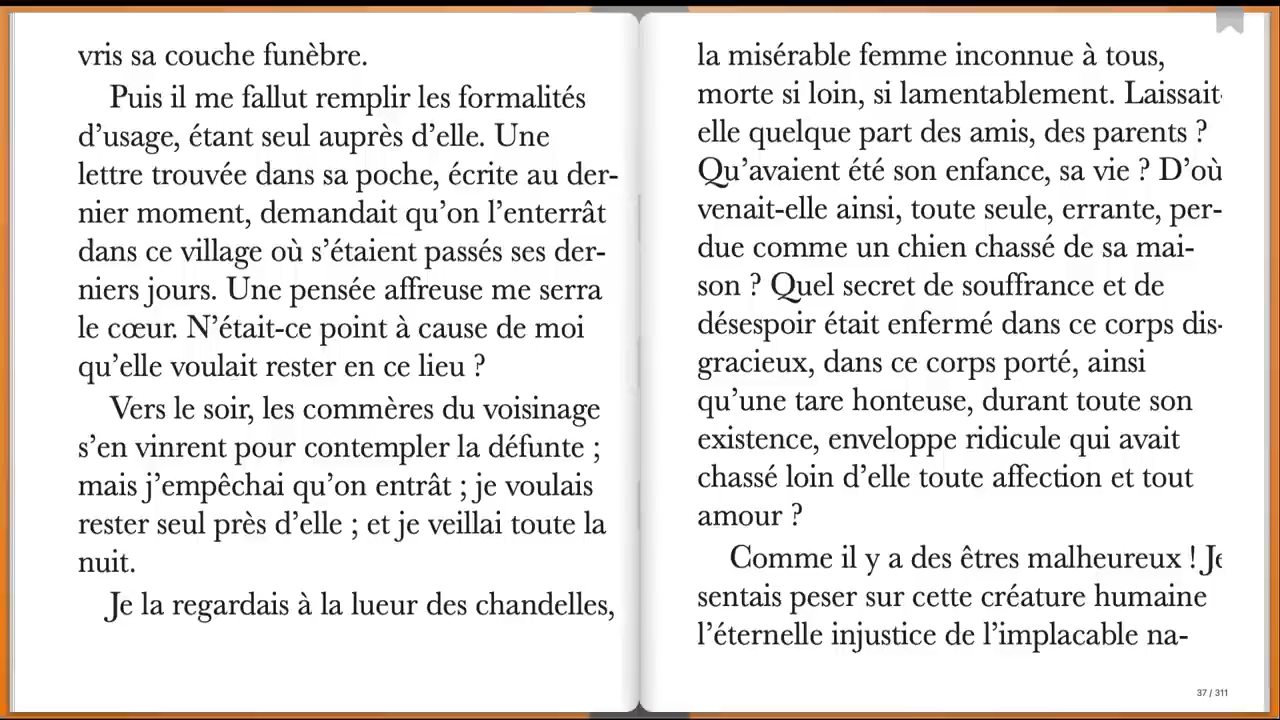 vris sa couche funèbre.
Puis il me fallut remplir les formalités
d’usage, étant seul auprès d’elle. Une
lettre trouvée dans sa poche, écrite au der-
nier moment, demandait qu’on l’enterrât
dans ce village où s’étaient passés ses der-
niers jours. Une pensée affreuse me serra
le cœur. N’était-ce point à cause de moi
qu’elle voulait rester en ce lieu ?
Vers le soir, les commères du voisinage
s’en vinrent pour contempler la défunte ;
mais j’empêchai qu’on entrât ; je voulais
rester seul près d’elle ; et je veillai toute la
nuit.
Je la regardais à la lueur des chandelles,
la misérable femme inconnue à tous,
morte si loin, si lamentablement. Laissait-
elle quelque part des amis, des parents ?
Qu’avaient été son enfance, sa vie ? D’où
venait-elle ainsi, toute seule, errante, per-
due comme un chien chassé de sa mai-
son ? Quel secret de souffrance et de
désespoir était enfermé dans ce corps dis-
gracieux, dans ce corps porté, ainsi
qu’une tare honteuse, durant toute son
existence, enveloppe ridicule qui avait
chassé loin d’elle toute affection et tout
amour ?
Comme il y a des êtres malheureux ! Je
sentais peser sur cette créature humaine
l’éternelle injustice de l’implacable na-
37 / 311